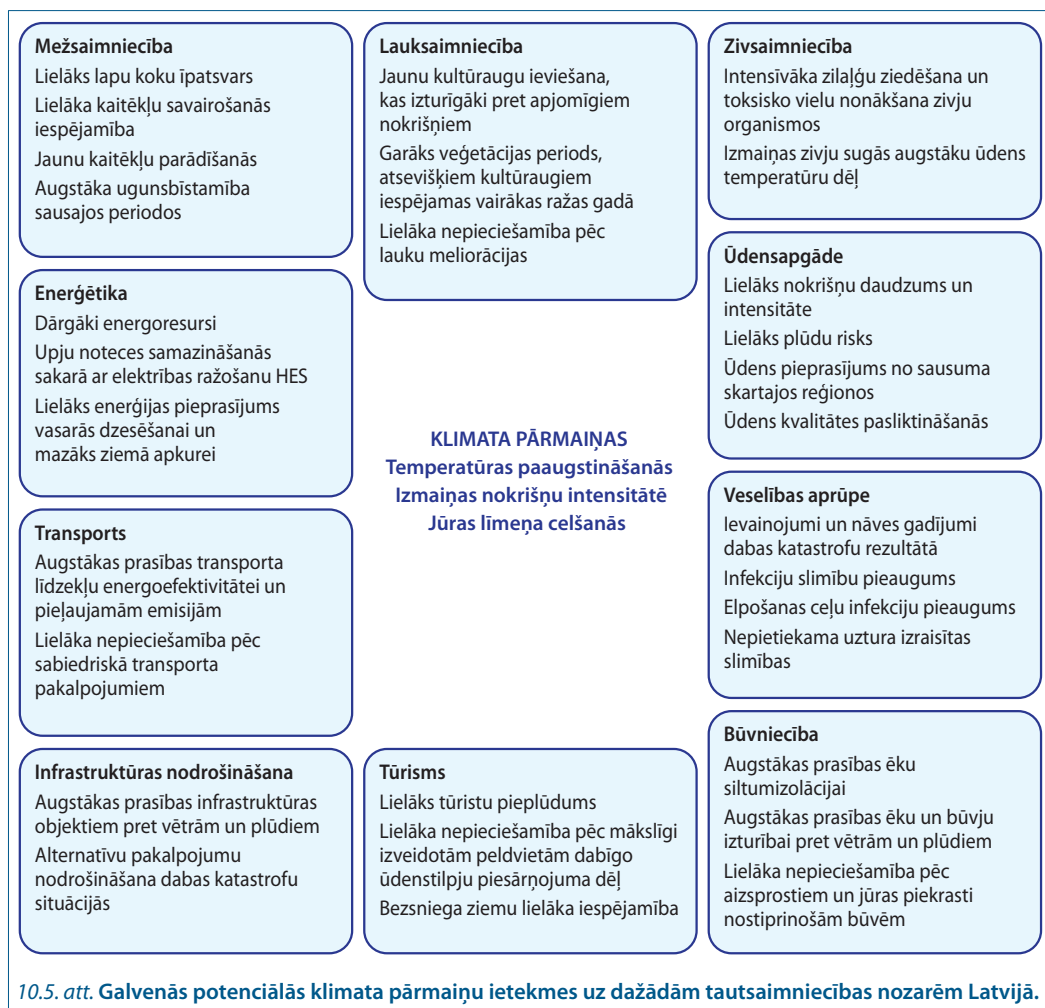 Mežsaimniecība
Lielāks lapu koku īpatsvars
Lielāka kaitēkļu savairošanās
iespējamība
Jaunu kaitēkļu parādīšanās
Augstāka ugunsbīstamība
sausajos periodos
Lauksaimniecība
Jaunu kultūraugu ieviešana,
kas izturīgāki pret apjomīgiem
nokrišņiem
Garāks veģetācijas periods,
atsevišķiem kultūraugiem
iespējamas vairākas ražas gadā
Lielāka nepieciešamība pēc
lauku meliorācijas
Zivsaimniecība
Intensīvāka zilaļģu ziedēšana un
toksisko vielu nonākšana zivju
organismos
Izmaiņas zivju sugās augstāku ūdens
temperatūru dēļ
Enerģētika
Dārgāki energoresursi
Upju noteces samazināšanās
sakarā ar elektrības ražošanu HES
Lielāks enerģijas pieprasījums
vasarās dzesēšanai un
mazāks ziemā apkurei
Ūdensapgāde
Lielāks nokrišņu daudzums un
intensitāte
Lielāks plūdu risks
Ūdens pieprasījums no sausuma
skartajos reģionos
Ūdens kvalitātes pasliktināšanās
KLIMATA PĀRMAIŅAS
Temperatūras paaugstināšanās
Izmaiņas nokrišņu intensitātē
Jūras līmeņa celšanās
Transports
Augstākas prasības transporta
līdzekļu energoefektivitātei un
pieļaujamām emisijām
Lielāka nepieciešamība pēc
sabiedriskā transporta
pakalpojumiem
Veselības aprūpe
Ievainojumi un nāves gadījumi
dabas katastrofu rezultātā
Infekciju slimību pieaugums
Elpošanas ceļu infekciju pieaugums
Nepietiekama uztura izraisītas
slimības
Infrastruktūras nodrošināšana
Augstākas prasības infrastruktūras
objektiem pret vētrām un plūdiem
Alternatīvu pakalpojumu
nodrošināšana dabas katastrofu
situācijās
Tūrisms
Lielāks tūristu pieplūdums
Lielāka nepieciešamība pēc mākslīgi
izveidotām peldvietām dabīgo
ūdenstilpju piesārņojuma dēļ
Bezsniega ziemu lielāka iespējamība
Būvniecība
Augstākas prasības ēku
siltumizolācijai
Augstākas prasības ēku un būvju
izturībai pret vētrām un plūdiem
Lielāka nepieciešamība pēc
aizsprostiem un jūras piekrasti
nostiprinošām būvēm
10.5. att. Galvenās potenciālās klimata pārmaiņu ietekmes uz dažādām tautsaimniecības nozarēm Latvijā.